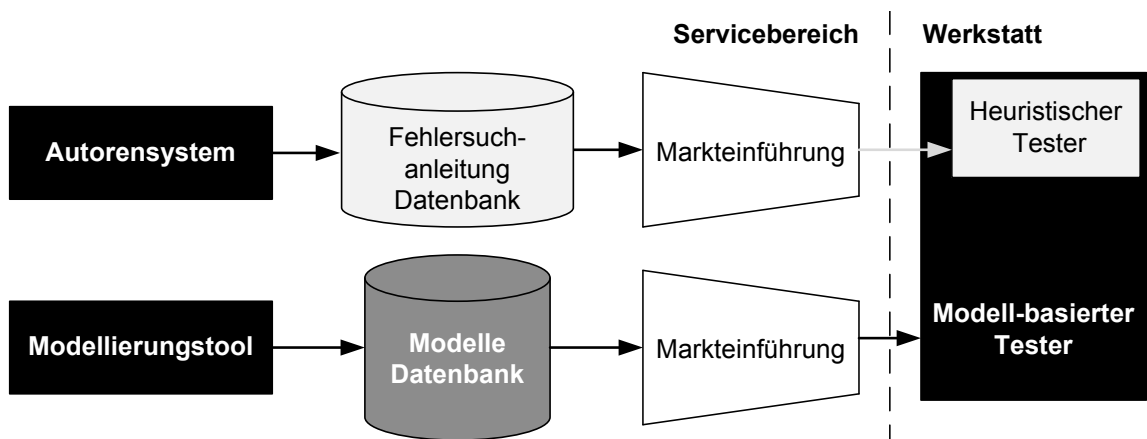 Servicebereich
Werkstatt
Autorensystem
Fehlersuch-
anleitung
Datenbank
Markteinführung
Heuristischer
Tester
Modellierungstool
Modelle
Datenbank
Markteinführung
Modell-basierter
Tester